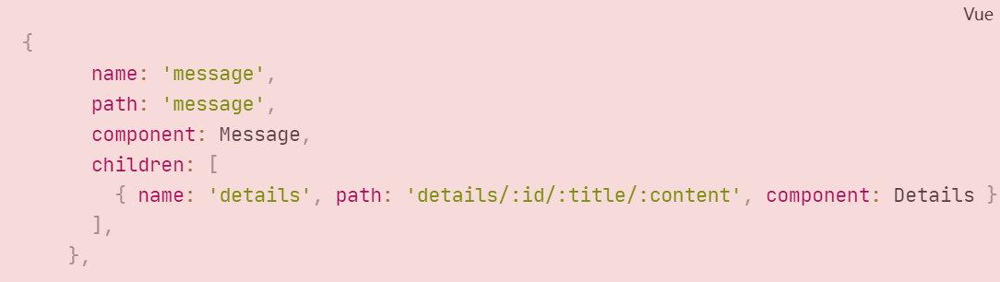 Vue
{
name: 'message',
path: 'message',
component: Message,
children: [
{ name: 'details', path: 'details/:id/:title/:content', component: Details }
],
},